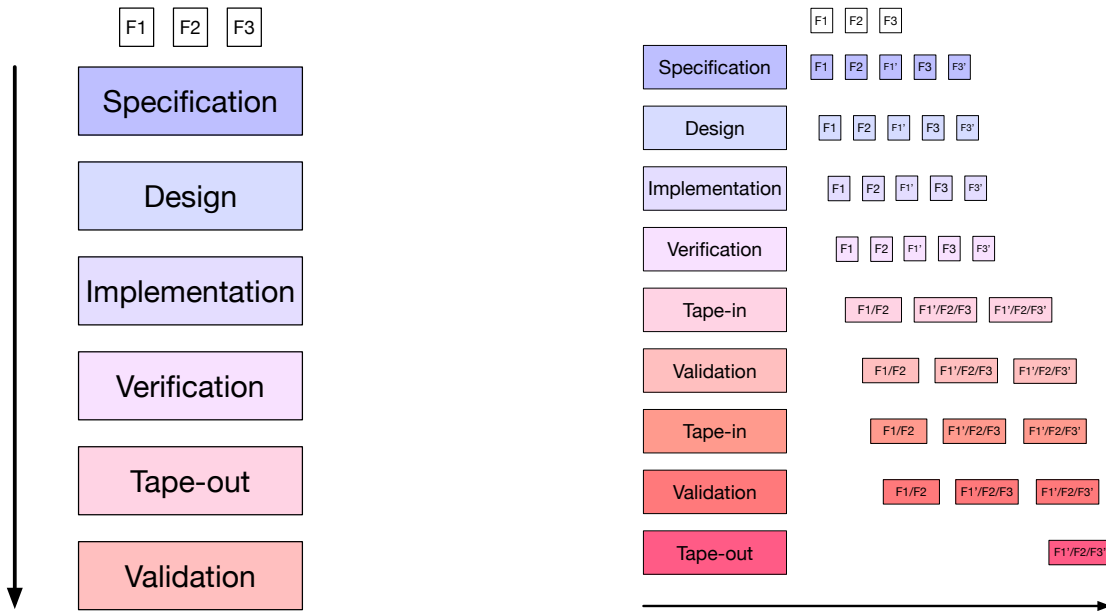 F1 F2 F3
Specification
Design
Implementation
Verification
Tape-out
Validation
F1 F2 F3
Specification F1 F2 F1' F3 F3'
Design F1 F2 F1' F3 F3'
Implementation F1 F2 F1' F3 F3'
Verification F1 F2 F1' F3 F3'
Tape-in F1/F2 F1'/F2/F3 F1'/F2/F3'
Validation F1/F2 F1'/F2/F3 F1'/F2/F3'
Tape-in F1/F2 F1'/F2/F3 F1'/F2/F3'
Validation F1/F2 F1'/F2/F3 F1'/F2/F3'
Tape-out F1'/F2/F3'